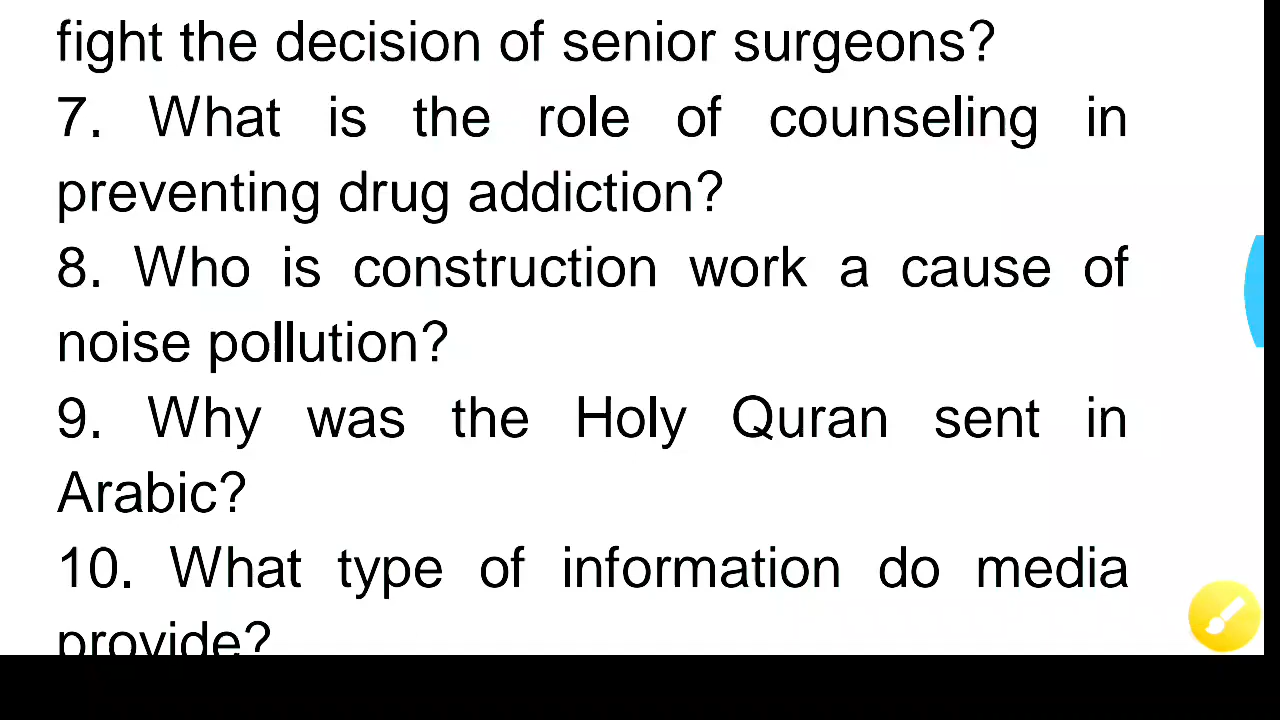 fight the decision of senior surgeons?
7. What is the role of counseling in
preventing drug addiction?
8. Who is construction work a cause of
noise pollution?
9. Why was the Holy Quran sent in
Arabic?
10. What type of information do media
provide?